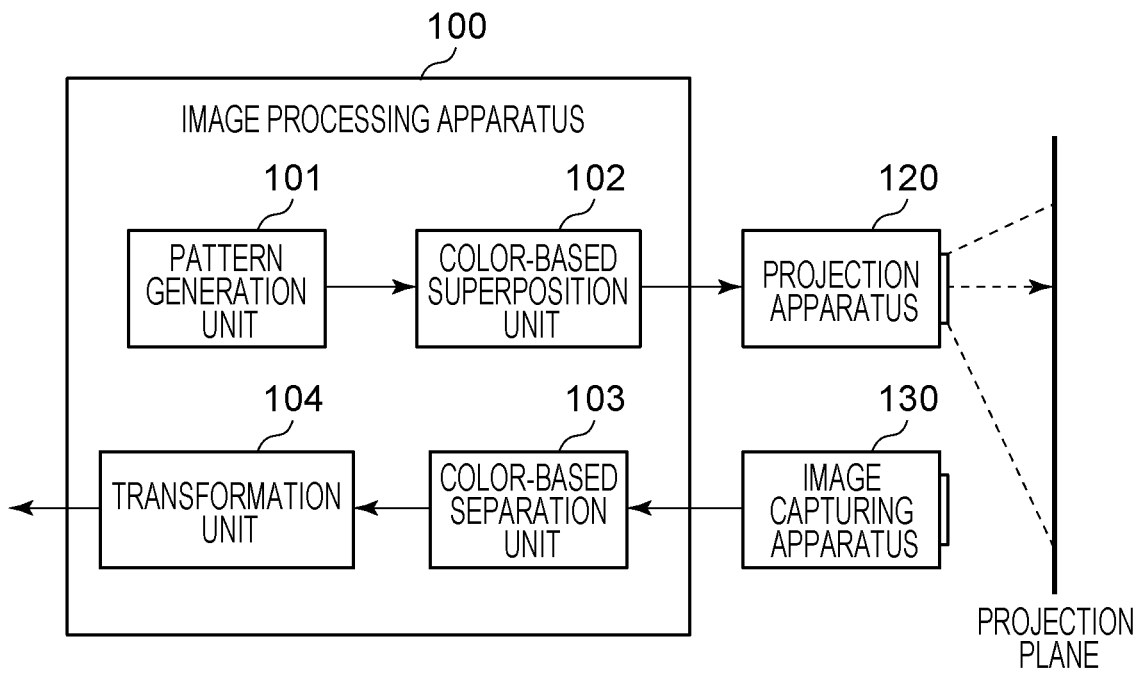 100
IMAGE PROCESSING APPARATUS
101
102
120
PATTERN
GENERATION
UNIT
COLOR-BASED
SUPERPOSITION
UNIT
PROJECTION
APPARATUS
104
103
130
TRANSFORMATION
UNIT
COLOR-BASED
SEPARATION
UNIT
IMAGE
CAPTURING
APPARATUS
PROJECTION
PLANE